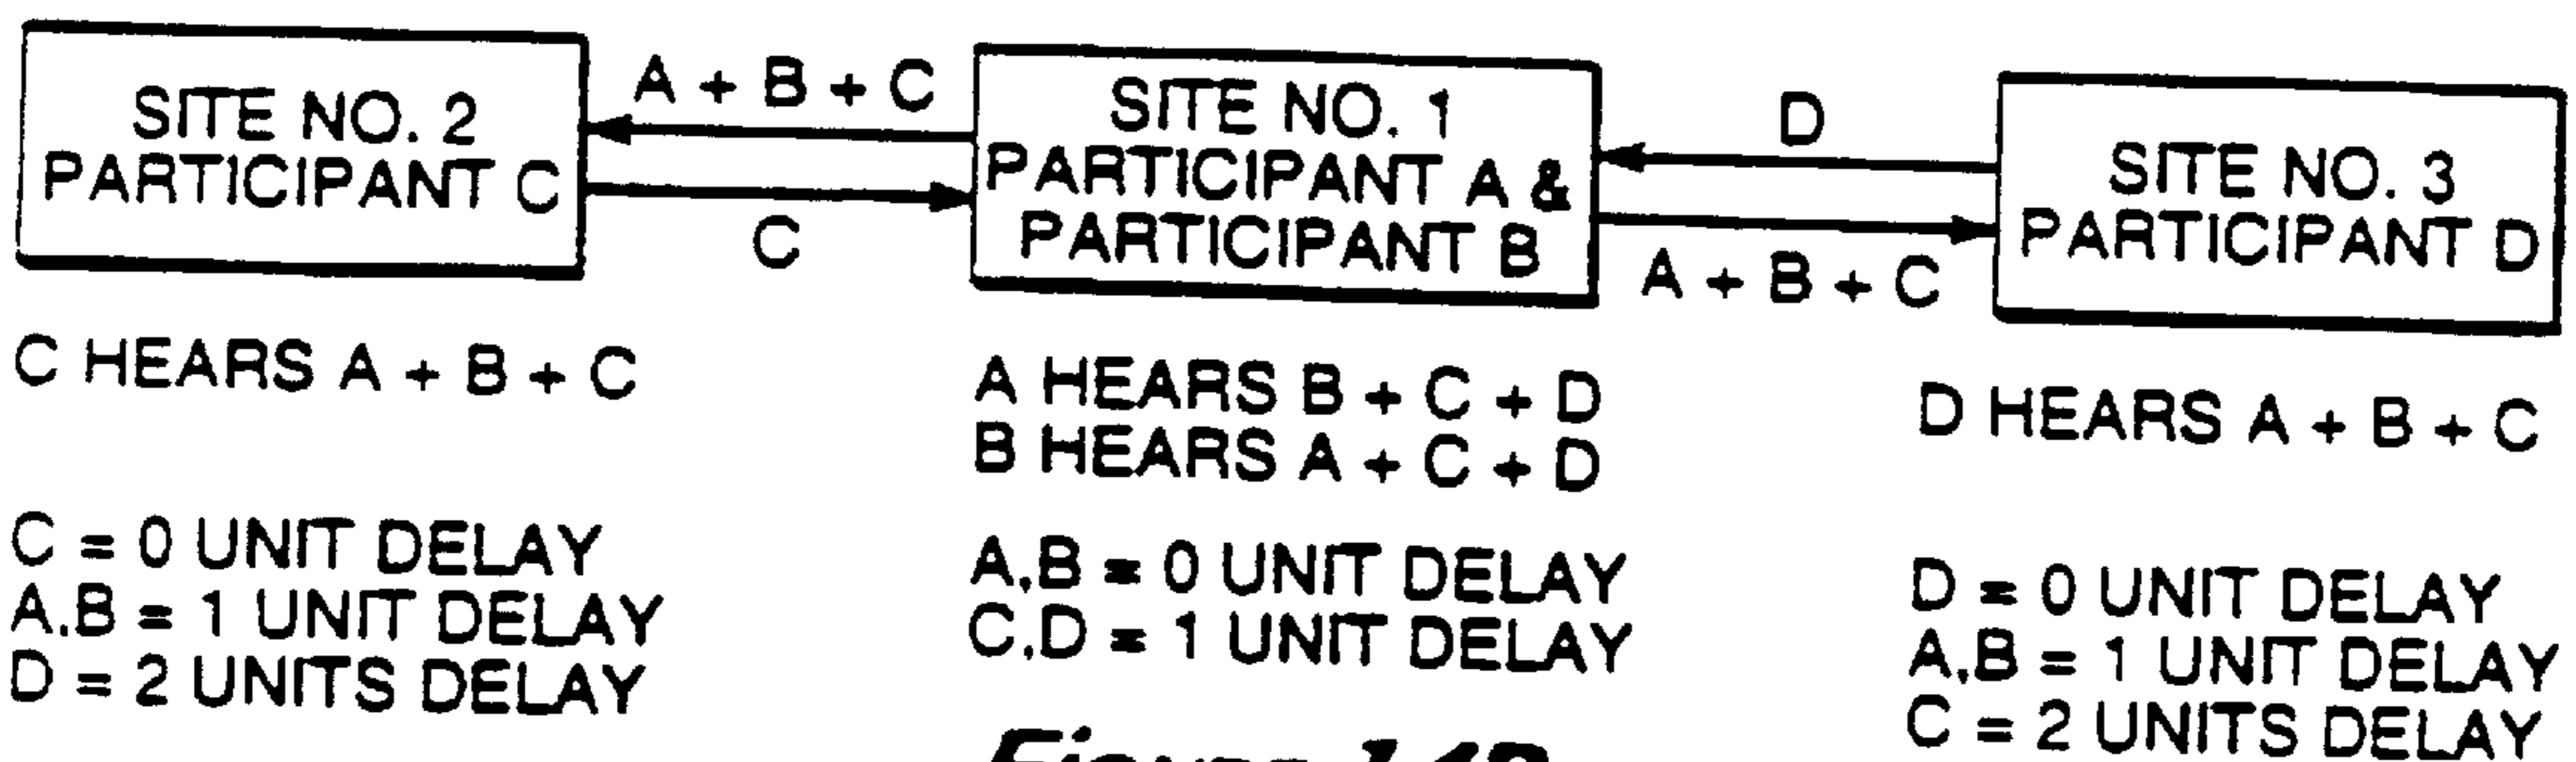 SITE NO. 2
PARTICIPANT C
A + B + C
C
SITE NO. 1
PARTICIPANT A &
PARTICIPANT B
D
A + B + C
SITE NO. 3
PARTICIPANT D
C HEARS A + B + C
A HEARS B + C + D
B HEARS A + C + D
D HEARS A + B + C
C = 0 UNIT DELAY
A,B = 1 UNIT DELAY
D = 2 UNITS DELAY
A,B = 0 UNIT DELAY
C,D = 1 UNIT DELAY
D = 0 UNIT DELAY
A,B = 1 UNIT DELAY
C = 2 UNITS DELAY